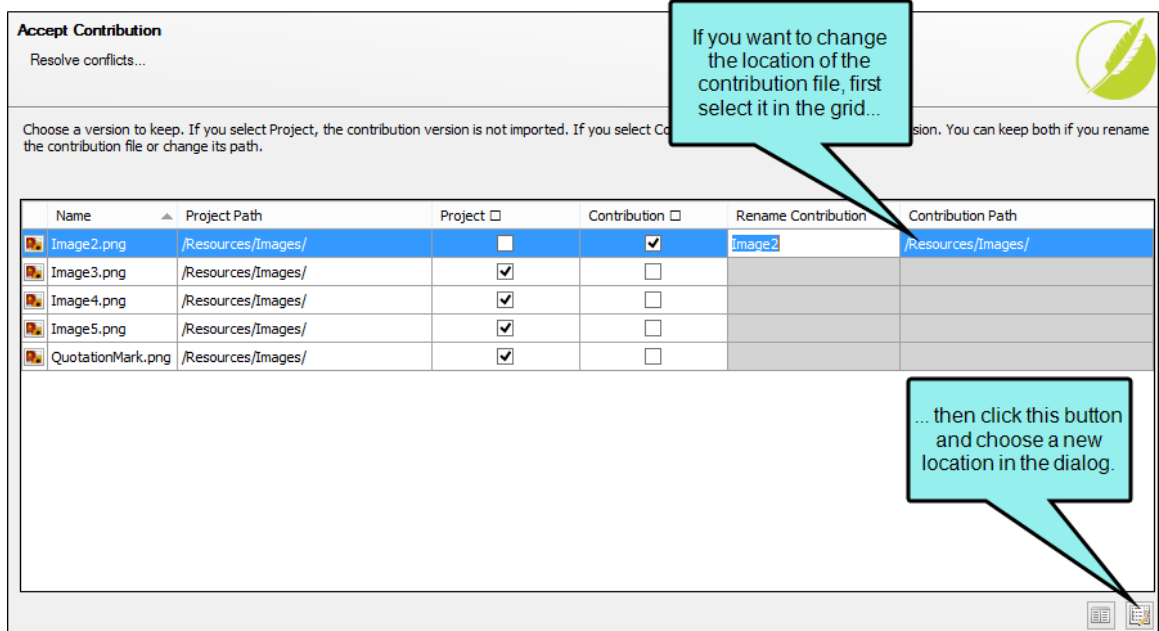 Accept Contribution
Resolve conflicts...
If you want to change
the location of the
contribution file, first
select it in the grid...
Choose a version to keep. If you select Project, the contribution version is not imported. If you select Co sion. You can keep both if you rename
the contribution file or change its path.
Name Project Path Project Contribution Rename Contribution Contribution Path
Image2.png /Resources/Images/ Image2 /Resources/Images/
Image3.png /Resources/Images/
Image4.png /Resources/Images/
Image5.png /Resources/Images/
QuotationMark.png /Resources/Images/
... then click this button
and choose a new
location in the dialog.